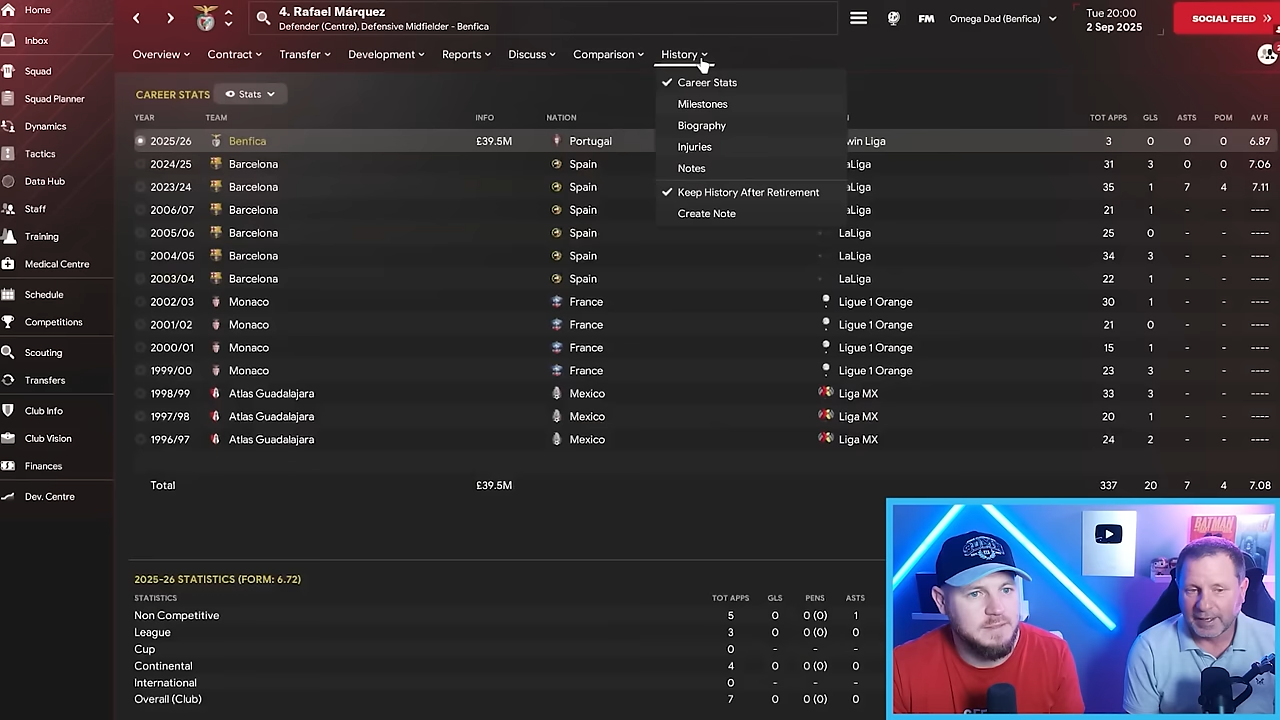 Home
Inbox
Squad
Squad Planner
Dynamics
Tactics
Data Hub
Staff
Training
Medical Centre
Schedule
Competitions
Scouting
Transfers
Club Info
Club Vision
Finances
Dev. Centre
4. Rafael Márquez
Defender (Centre), Defensive Midfielder - Benfica
FM
Omega Dad (Benfica)
Tue 20:00
2 Sep 2025
SOCIAL FEED
Overview Contract Transfer Development Reports Discuss Comparison History
Career Stats
Milestones
Biography
Injuries
Notes
Keep History After Retirement
Create Note
CAREER STATS Stats
YEAR TEAM INFO NATION TOT APPS GLS ASTS POM AV R
2025/26 Benfica £39.5M Portugal win Liga 3 0 0 0 6.87
2024/25 Barcelona Spain LaLiga 31 3 0 0 7.06
2023/24 Barcelona Spain LaLiga 35 1 7 4 7.11
2006/07 Barcelona Spain LaLiga 21 1 - - ----
2005/06 Barcelona Spain LaLiga 25 0 - - ----
2004/05 Barcelona Spain LaLiga 34 3 - - ----
2003/04 Barcelona Spain LaLiga 22 1 - - ----
2002/03 Monaco France Ligue 1 Orange 30 1 - - ----
2001/02 Monaco France Ligue 1 Orange 21 0 - - ----
2000/01 Monaco France Ligue 1 Orange 15 1 - - ----
1999/00 Monaco France Ligue 1 Orange 23 3 - - ----
1998/99 Atlas Guadalajara Mexico Liga MX 33 3 - - ----
1997/98 Atlas Guadalajara Mexico Liga MX 20 1 - - ----
1996/97 Atlas Guadalajara Mexico Liga MX 24 2 - - ----
Total £39.5M 337 20 7 4 7.08
2025-26 STATISTICS (FORM: 6.72)
STATISTICS TOT APPS GLS PENS ASTS
Non Competitive 5 0 0 (0) 1
League 3 0 0 (0) 0
Cup 0 - - -
Continental 4 0 0 (0) 0
International 0 - - -
Overall (Club) 7 0 0 (0) 0
BATMAN